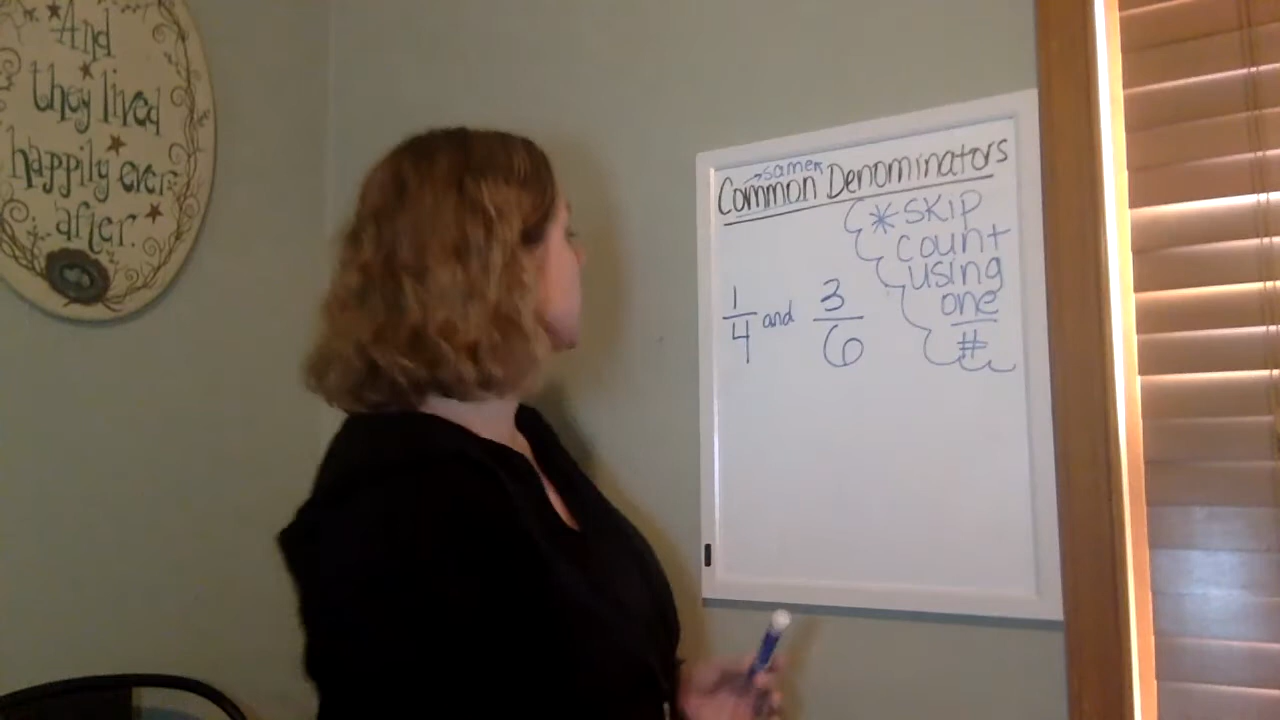 And
they lived
happily ever
after.
→same
Common Denominators
* skip
count
using
one
#
1/4 and 3/6